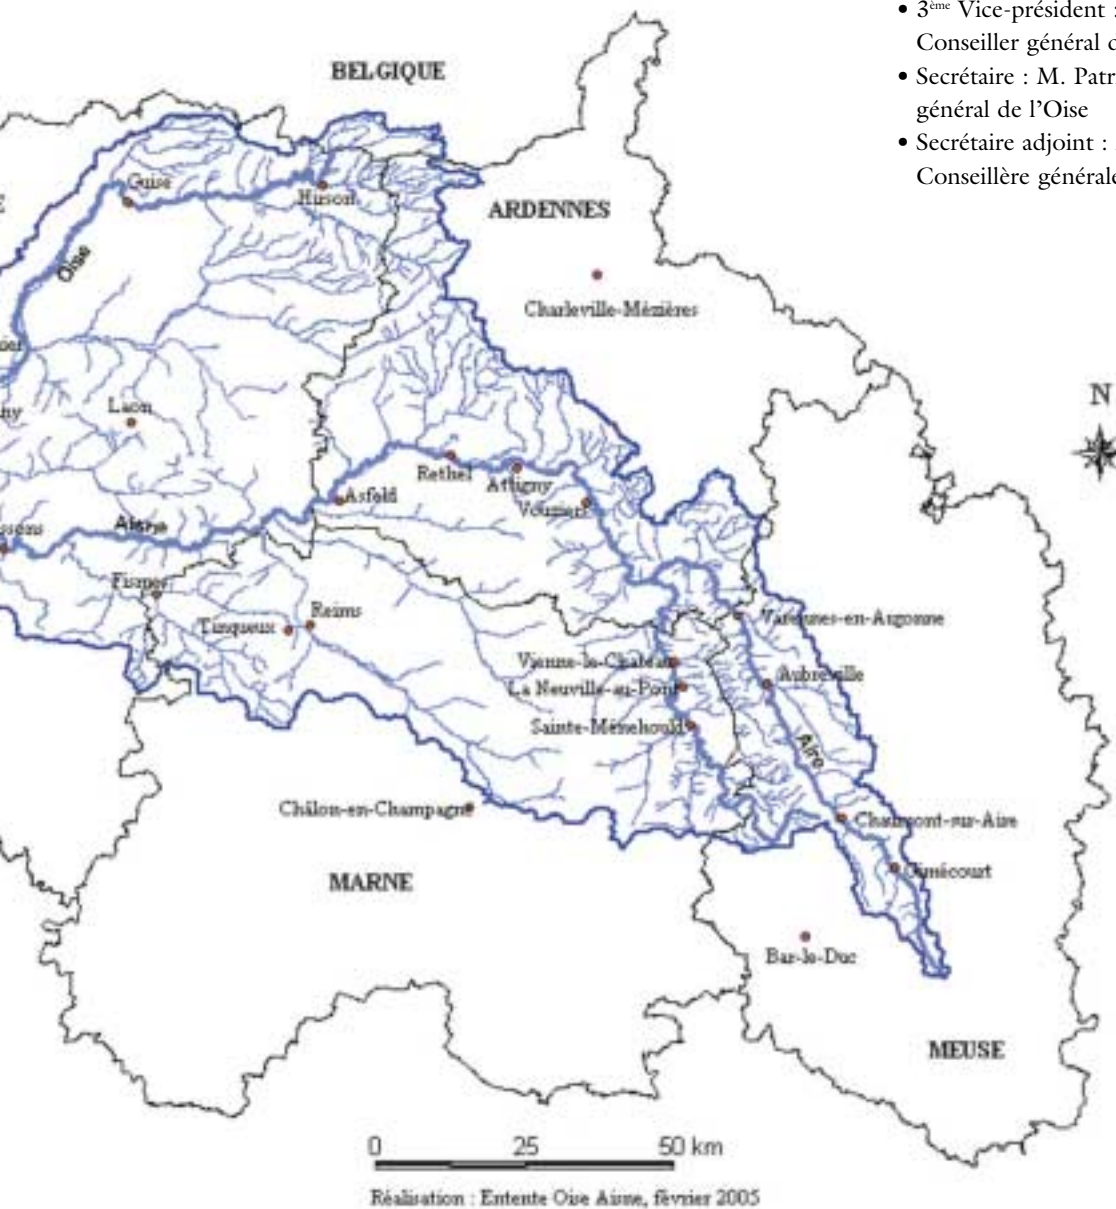 • 3ème Vice-président :
Conseiller général
• Secrétaire : M.
général de l’Oise
• Secrétaire adjoint :
Conseillère générale
BELGIQUE
Guise
Hirson
ARDENNES
Oise
Charleville-Mézières
N
Laon
Rethel
Attigny
Asfeld
Vouziers
Aisne
Fismes
Reims
Tinqueux
Varennes-en-Argonne
Vienne-le-Château
Aubréville
La Neuville-au-Pont
Sainte-Ménehould
Aire
Châlon-en-Champagne
Chaumont-sur-Aire
MARNE
Bar-le-Duc
MEUSE
0 25 50 km
Réalisation : Entente Oise Aisne, février 2005